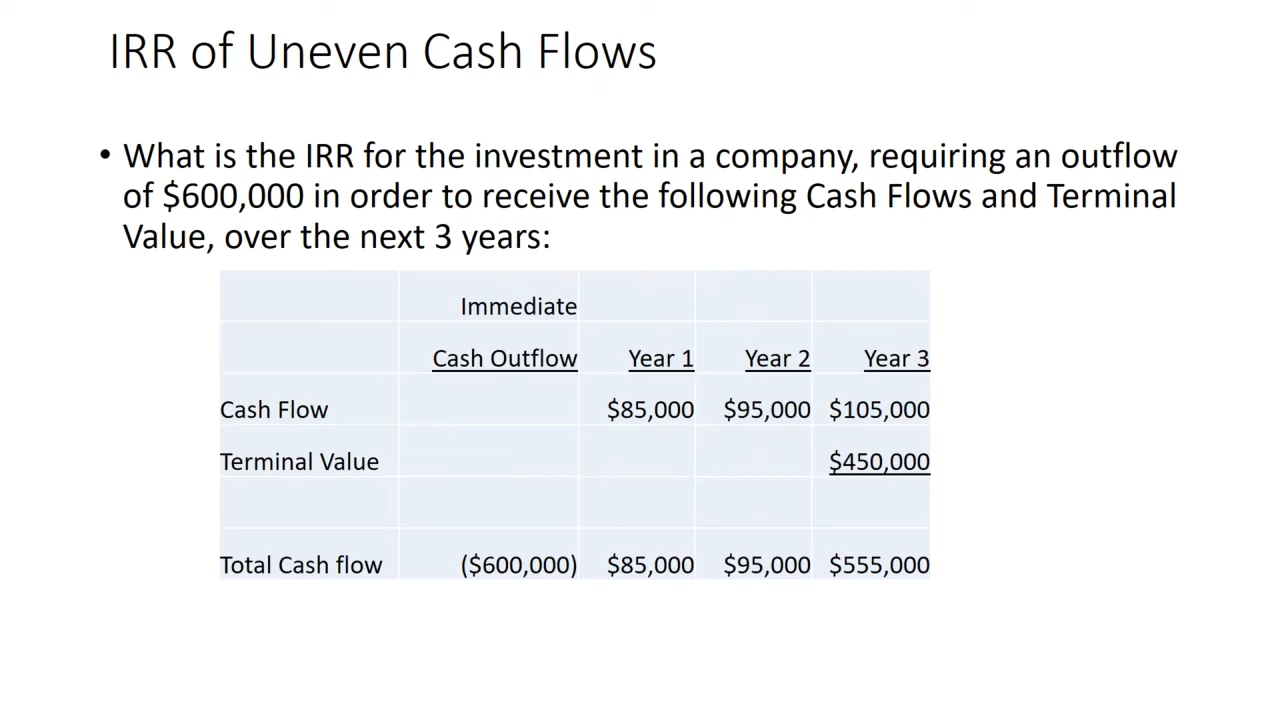 IRR of Uneven Cash Flows
• What is the IRR for the investment in a company, requiring an outflow
of $600,000 in order to receive the following Cash Flows and Terminal
Value, over the next 3 years:
Immediate
Cash Outflow Year 1 Year 2 Year 3
Cash Flow $85,000 $95,000 $105,000
Terminal Value $450,000
Total Cash flow ($600,000) $85,000 $95,000 $555,000